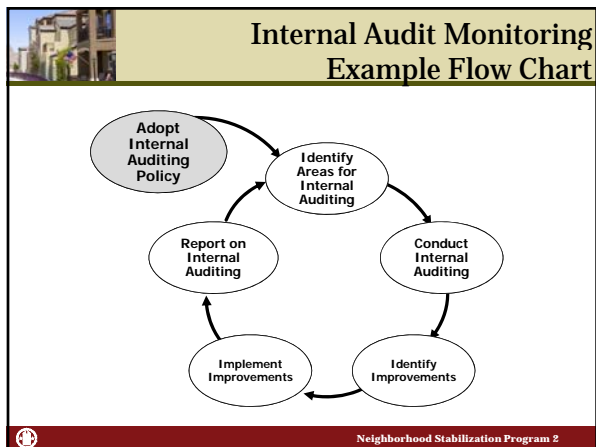 Internal Audit Monitoring
Example Flow Chart
Adopt
Internal
Auditing
Policy
Identify
Areas for
Internal
Auditing
Conduct
Internal
Auditing
Identify
Improvements
Implement
Improvements
Report on
Internal
Auditing
Neighborhood Stabilization Program 2